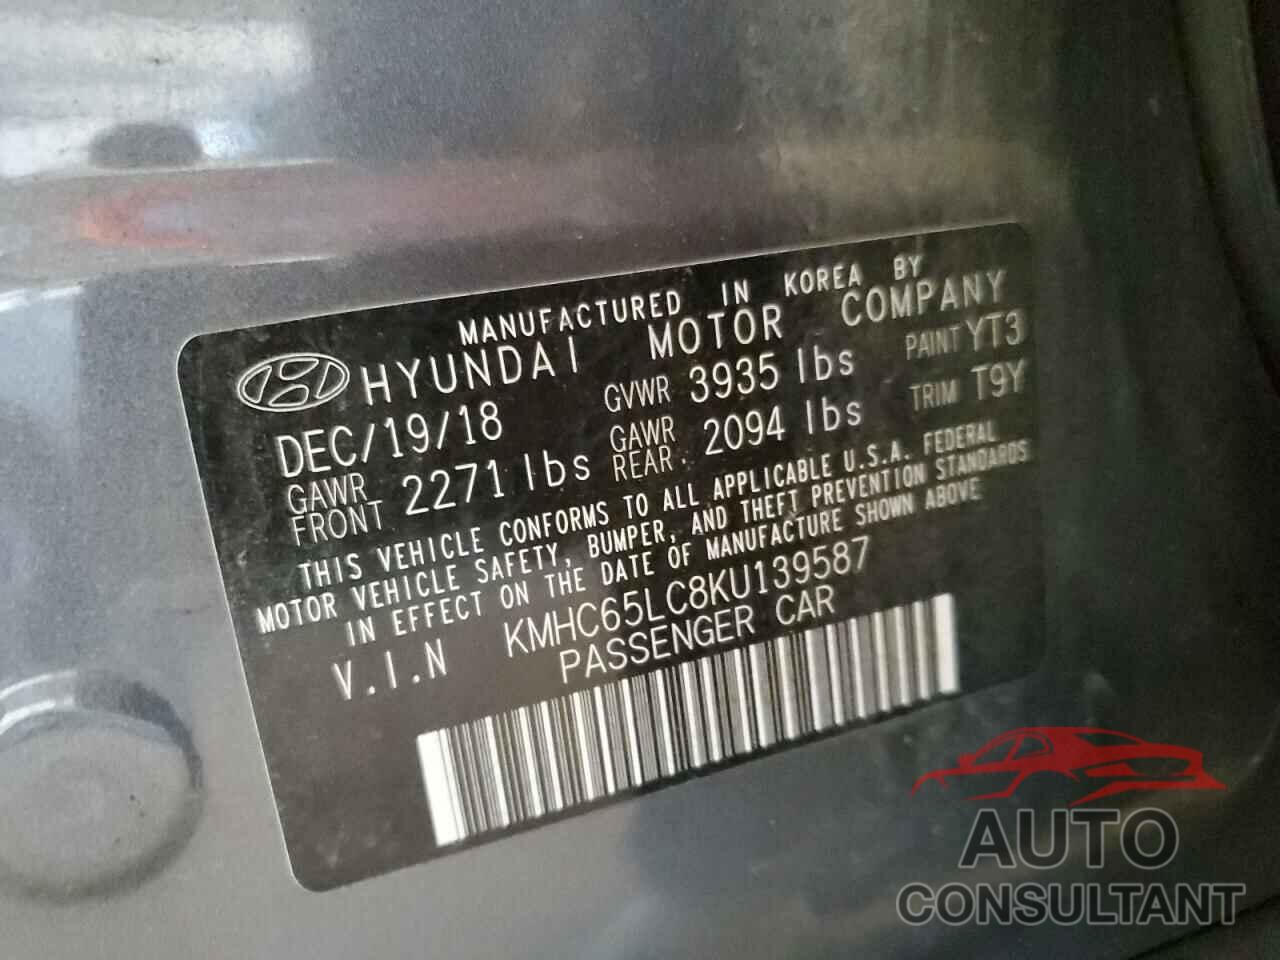 MANUFACTURED IN KOREA BY
HYUNDAI MOTOR COMPANY
DEC/19/18 GVWR 3935 lbs PAINT YT3
GAWR FRONT 2271 lbs GAWR REAR. 2094 lbs TRIM T9Y
THIS VEHICLE CONFORMS TO ALL APPLICABLE U.S.A. FEDERAL
MOTOR VEHICLE SAFETY, BUMPER, AND THEFT PREVENTION STANDARDS
IN EFFECT ON THE DATE OF MANUFACTURE SHOWN ABOVE
V.I.N KMHC65LC8KU139587
PASSENGER CAR
AUTO
CONSULTANT